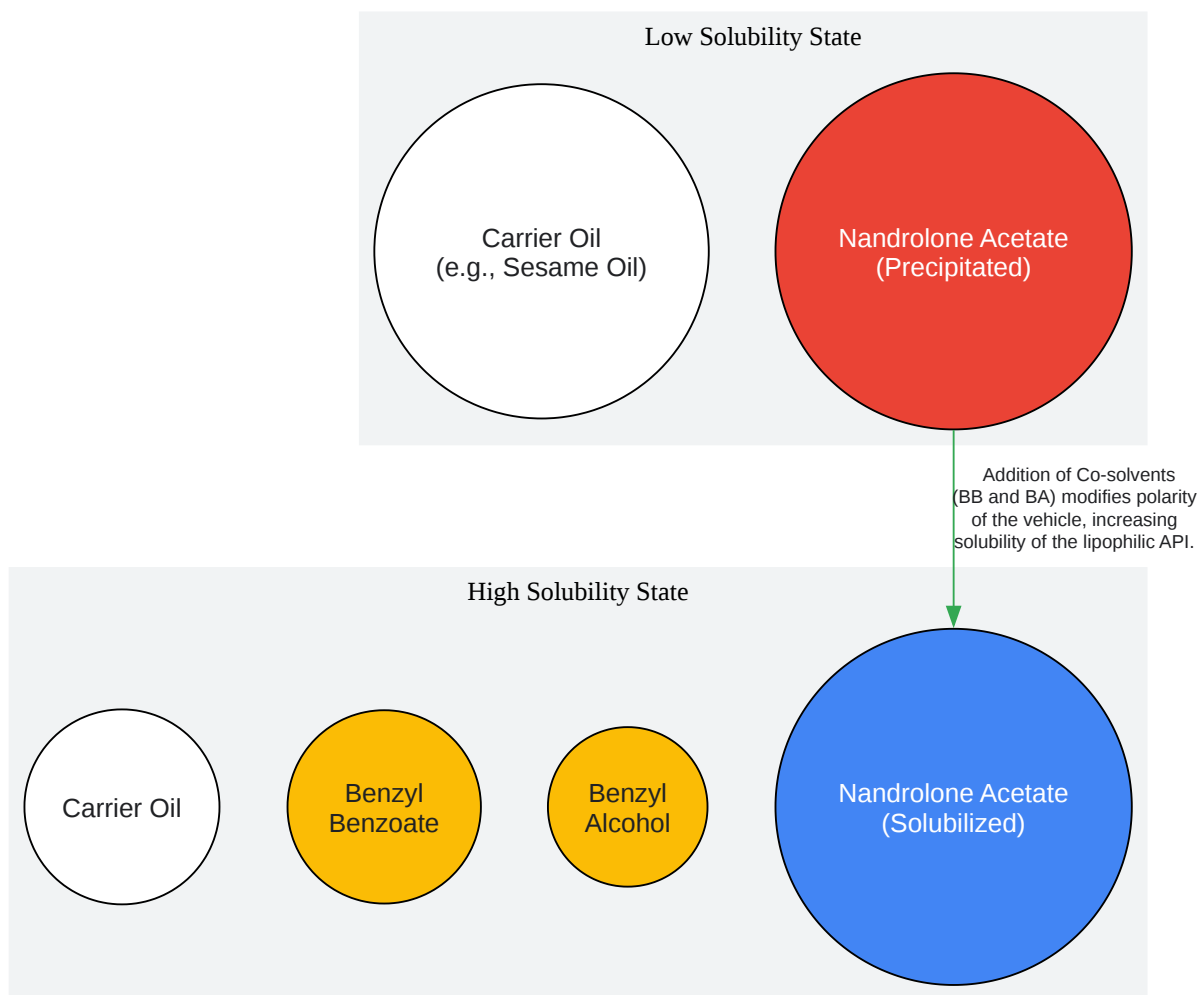 Low Solubility State
Carrier Oil
(e.g., Sesame Oil)
Nandrolone Acetate
(Precipitated)
Addition of Co-solvents
(BB and BA) modifies polarity
of the vehicle, increasing
solubility of the lipophilic API.
High Solubility State
Carrier Oil
Benzyl
Benzoate
Benzyl
Alcohol
Nandrolone Acetate
(Solubilized)